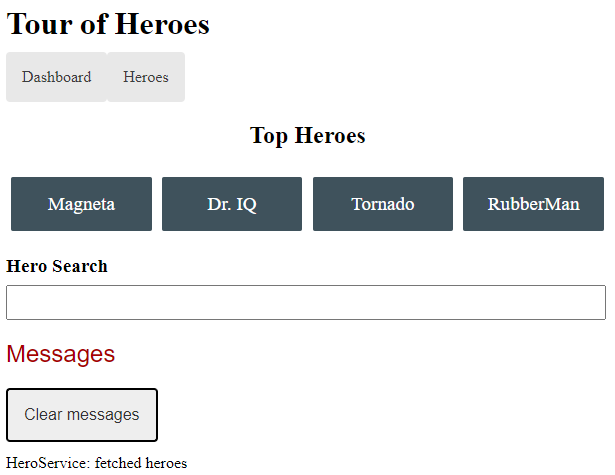 Tour of Heroes
Dashboard Heroes
Top Heroes
Magneta Dr. IQ Tornado RubberMan
Hero Search
Messages
Clear messages
HeroService: fetched heroes